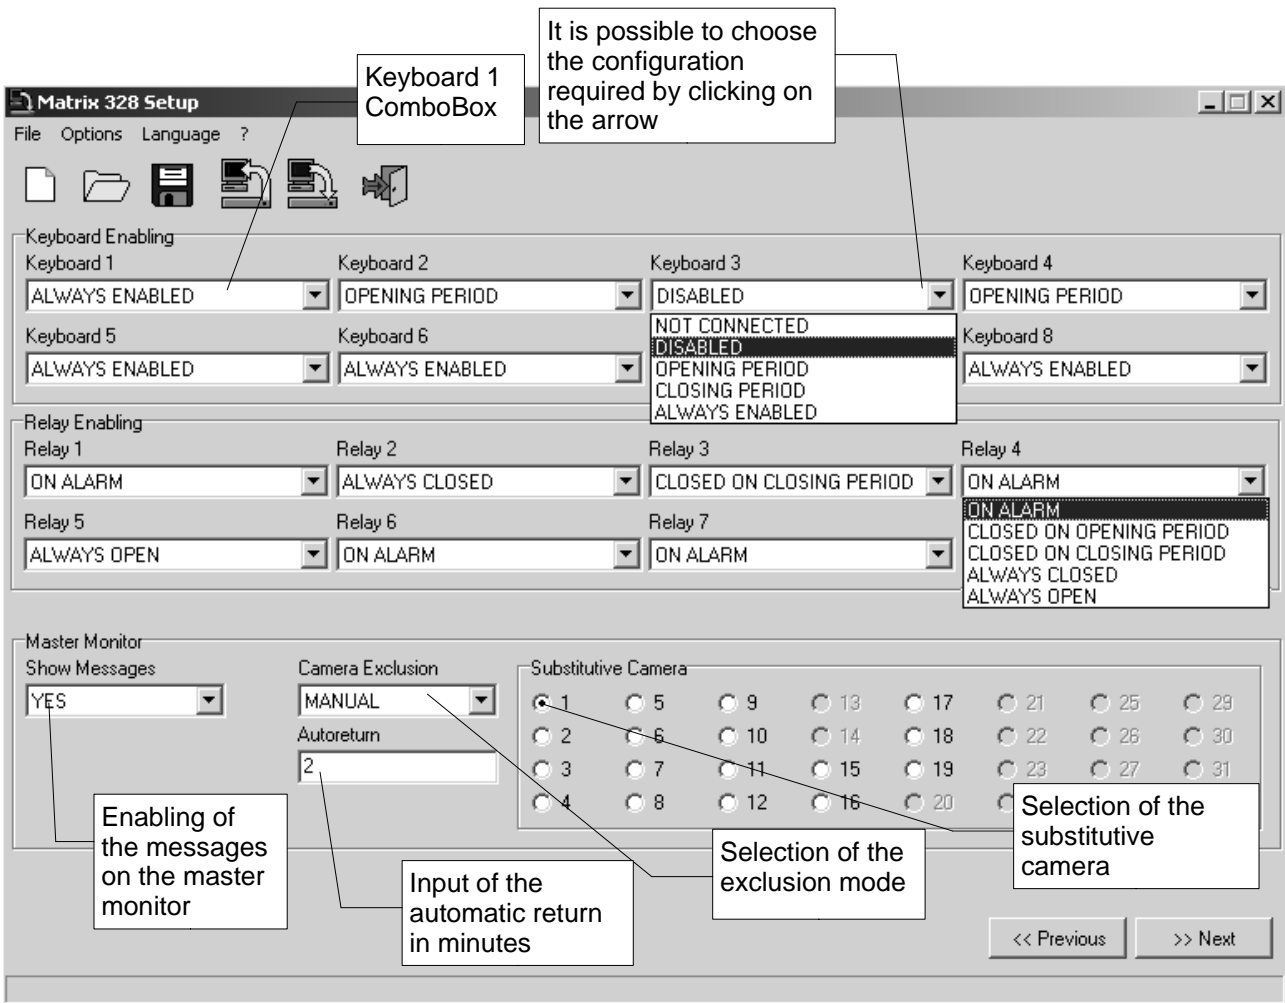 It is possible to choose
the configuration
required by clicking on
the arrow
Keyboard 1
ComboBox
Matrix 328 Setup
File Options Language ?
Keyboard Enabling
Keyboard 1 Keyboard 2 Keyboard 3 Keyboard 4
ALWAYS ENABLED OPENING PERIOD DISABLED OPENING PERIOD
NOT CONNECTED
DISABLED
OPENING PERIOD
CLOSING PERIOD
ALWAYS ENABLED
Keyboard 5 Keyboard 6 Keyboard 8
ALWAYS ENABLED ALWAYS ENABLED ALWAYS ENABLED
Relay Enabling
Relay 1 Relay 2 Relay 3 Relay 4
ON ALARM ALWAYS CLOSED CLOSED ON CLOSING PERIOD ON ALARM
ON ALARM
CLOSED ON OPENING PERIOD
CLOSED ON CLOSING PERIOD
ALWAYS CLOSED
ALWAYS OPEN
Relay 5 Relay 6 Relay 7
ALWAYS OPEN ON ALARM ON ALARM
Master Monitor
Show Messages Camera Exclusion Substitutive Camera
YES MANUAL
Autoreturn
2
1 5 9 13 17 21 25 29
2 6 10 14 18 22 26 30
3 7 11 15 19 23 27 31
4 8 12 16 20
Enabling of
the messages
on the master
monitor
Input of the
automatic return
in minutes
Selection of the
exclusion mode
Selection of the
substitutive
camera
<< Previous >> Next